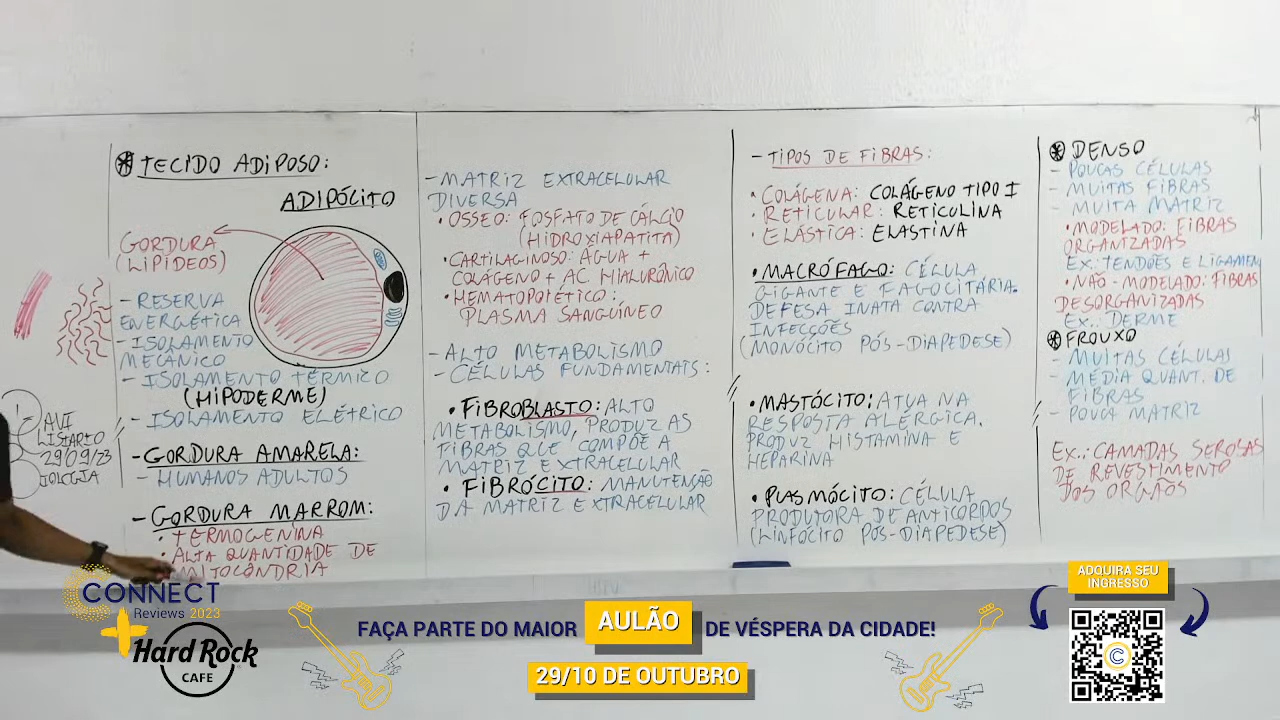 * TECIDO ADIPOSO:
ADIPÓCITO
GORDURA
(LIPÍDEOS)
- RESERVA
ENERGÉTICA
- ISOLAMENTO
MECÂNICO
- ISOLAMENTO TÉRMICO
(HIPODERME)
- ISOLAMENTO ELÉTRICO
- GORDURA AMARELA:
- HUMANOS ADULTOS
- GORDURA MARROM:
• TERMOGENINA
• ALTA QUANTIDADE DE
MITOCÔNDRIA
29/09/23
- MATRIZ EXTRACELULAR
DIVERSA
• OSSEO: FOSFATO DE CÁLCIO
(HIDROXIAPATITA)
• CARTILAGINOSO: ÁGUA +
COLÁGENO + AC. HIALURÔNICO
• HEMATOPOIÉTICO:
PLASMA SANGUÍNEO
- ALTO METABOLISMO
- CÉLULAS FUNDAMENTAIS:
• FIBROBLASTO: ALTO
METABOLISMO, PRODUZ AS
FIBRAS QUE COMPÕE A
MATRIZ EXTRACELULAR
• FIBRÓCITO: MANUTENÇÃO
DA MATRIZ EXTRACELULAR
- TIPOS DE FIBRAS:
• COLÁGENA: COLÁGENO TIPO I
• RETICULAR: RETICULINA
• ELÁSTICA: ELASTINA
• MACRÓFAGO: CÉLULA
GIGANTE E FAGOCITÁRIA.
DEFESA INATA CONTRA
INFECÇÕES
(MONÓCITO PÓS-DIAPEDESE)
• MASTÓCITO: ATUA NA
RESPOSTA ALÉRGICA.
PRODUZ HISTAMINA E
HEPARINA
• PLASMÓCITO: CÉLULA
PRODUTORA DE ANTICORPOS
(LINFÓCITO PÓS-DIAPEDESE)
* DENSO
- POUCAS CÉLULAS
- MUITAS FIBRAS
- MUITA MATRIZ
• MODELADO: FIBRAS
ORGANIZADAS
EX.: TENDÕES E LIGAMEN
• NÃO-MODELADO: FIBRAS
DESORGANIZADAS
EX.: DERME
* FROUXO
- MUITAS CÉLULAS
- MÉDIA QUANT. DE
FIBRAS
- POUCA MATRIZ
EX.: CAMADAS SEROSAS
DE REVESTIMENTO
DOS ORGÃOS
CONNECT
Reviews 2023
+
Hard Rock
CAFE
FAÇA PARTE DO MAIOR AULÃO DE VÉSPERA DA CIDADE!
29/10 DE OUTUBRO
ADQUIRA SEU
INGRESSO